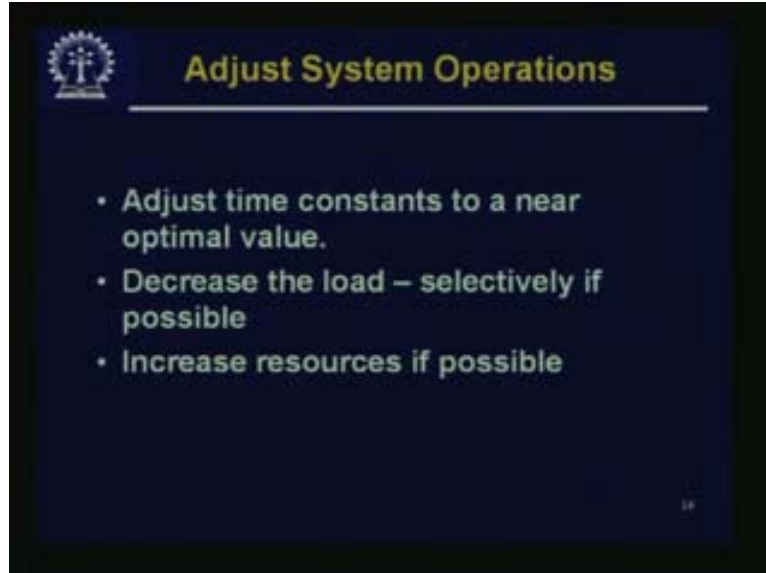 Adjust System Operations
• Adjust time constants to a near
optimal value.
• Decrease the load – selectively if
possible
• Increase resources if possible